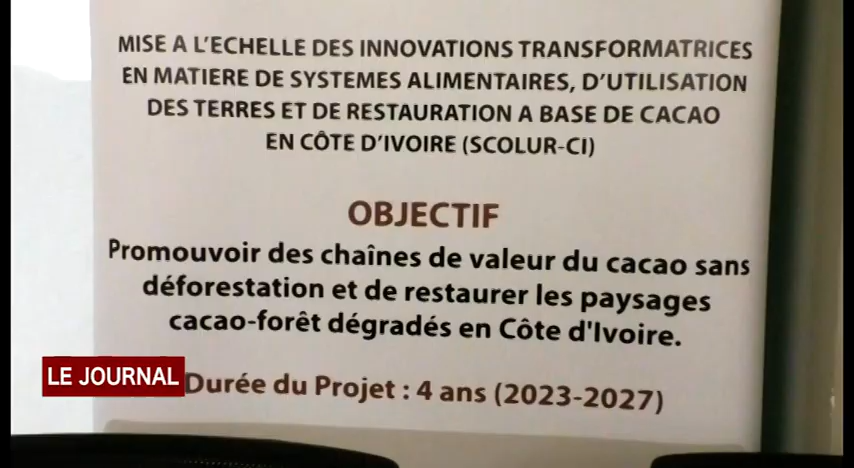 MISE A L'ECHELLE DES INNOVATIONS TRANSFORMATRICES
EN MATIERE DE SYSTEMES ALIMENTAIRES, D'UTILISATION
DES TERRES ET DE RESTAURATION A BASE DE CACAO
EN CÔTE D'IVOIRE (SCOLUR-CI)
OBJECTIF
Promouvoir des chaînes de valeur du cacao sans
déforestation et de restaurer les paysages
cacao-forêt dégradés en Côte d'Ivoire.
LE JOURNAL
Durée du Projet : 4 ans (2023-2027)